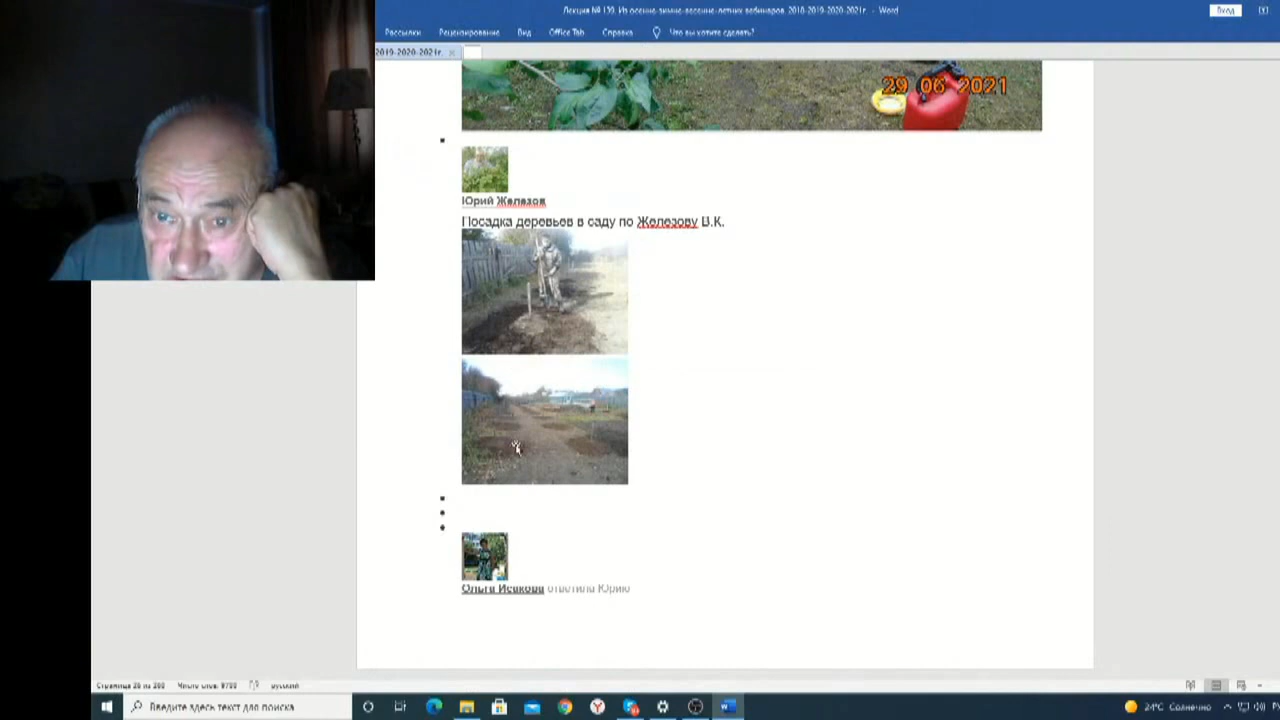 Лекция № 139. Из осенне-зимне-весенне-летних вебинаров. 2018-2019-2020-2021г. - Word
Вход
Рассылки Рецензирование Вид Office Tab Справка Что вы хотите сделать?
2019-2020-2021г.
29 06 2021
Юрий Железов
Посадка деревьев в саду по Железову В.К.
Ольга Исакова ответила Юрию
русский
Введите здесь текст для поиска
24°C Солнечно